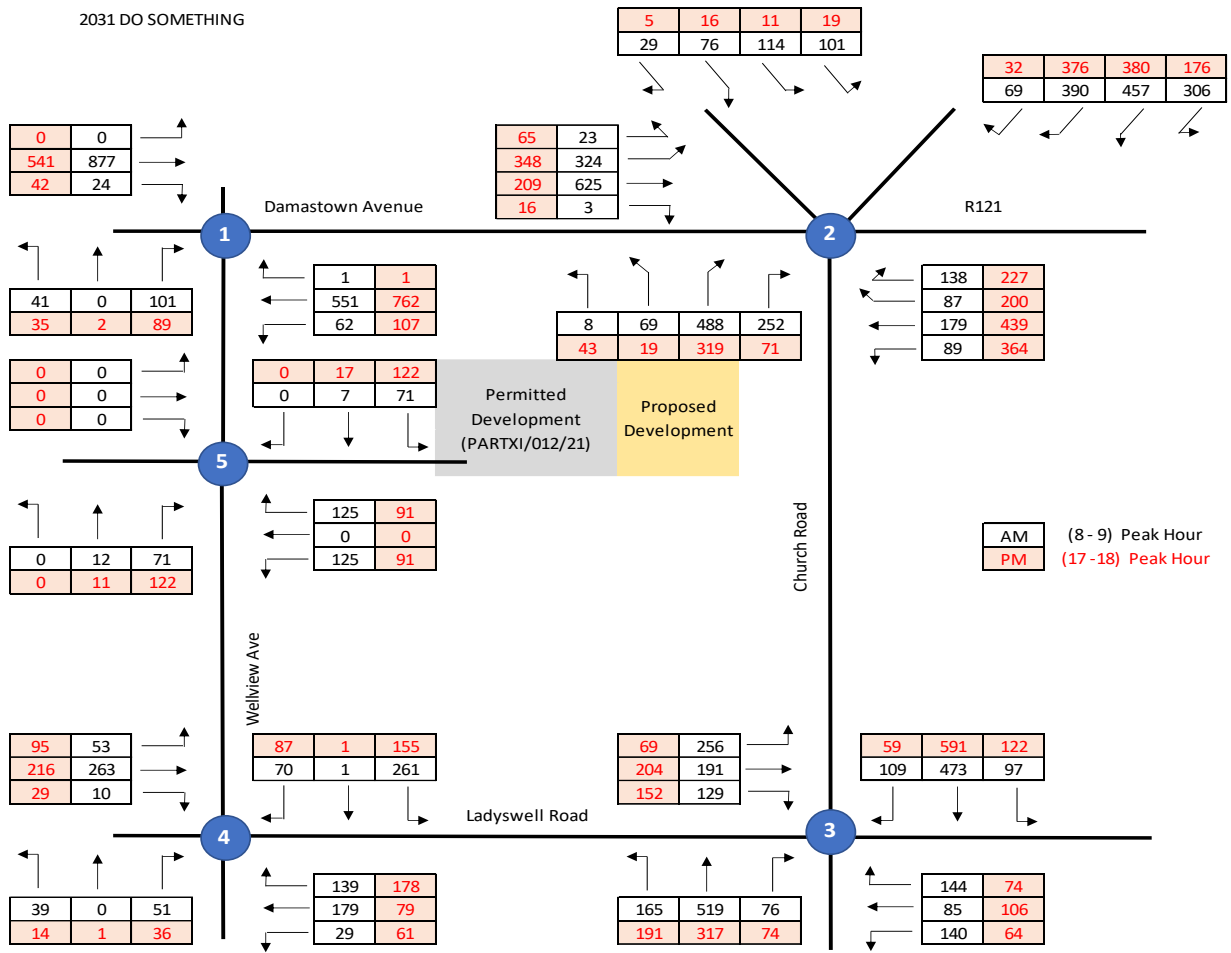 2031 DO SOMETHING
5 16 11 19
29 76 114 101
32 376 380 176
69 390 457 306
0 0
541 877
42 24
65 23
348 324
209 625
16 3
Damastown Avenue
R121
1
2
41 0 101
35 2 89
1 1
551 762
62 107
8 69 488 252
43 19 319 71
138 227
87 200
179 439
89 364
0 0
0 0
0 0
0 17 122
0 7 71
Permitted
Development
(PARTXI/012/21)
Proposed
Development
5
0 12 71
0 11 122
125 91
0 0
125 91
Church Road
AM (8 - 9) Peak Hour
PM (17 -18) Peak Hour
Wellview Ave
95 53
216 263
29 10
87 1 155
70 1 261
69 256
204 191
152 129
59 591 122
109 473 97
Ladyswell Road
4
3
39 0 51
14 1 36
139 178
179 79
29 61
165 519 76
191 317 74
144 74
85 106
140 64